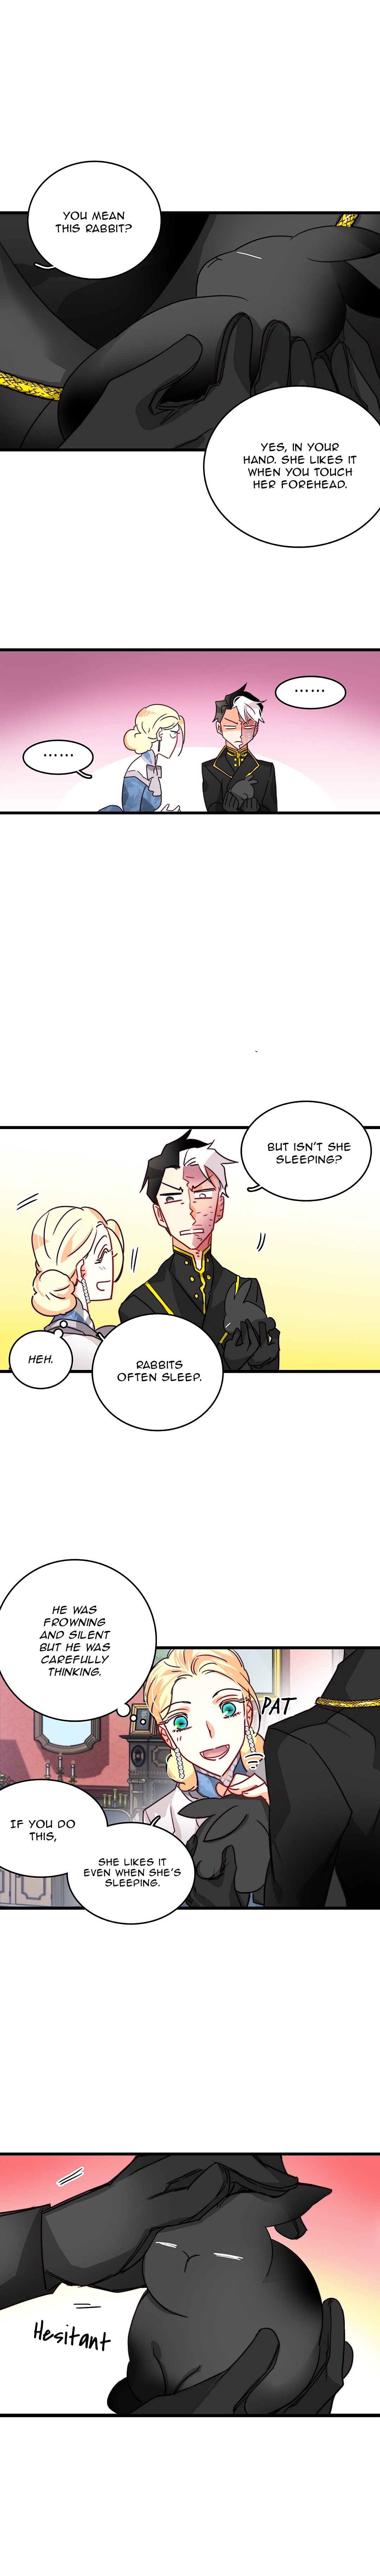 YOU MEAN
THIS RABBIT?
YES, IN YOUR
HAND. SHE LIKES IT
WHEN YOU TOUCH
HER FOREHEAD.
......
......
BUT ISN'T SHE
SLEEPING?
HEH.
RABBITS
OFTEN SLEEP.
HE WAS
FROWNING
AND SILENT
BUT HE WAS
CAREFULLY
THINKING.
PAT
IF YOU DO
THIS,
SHE LIKES IT
EVEN WHEN SHE'S
SLEEPING.
Hesitant